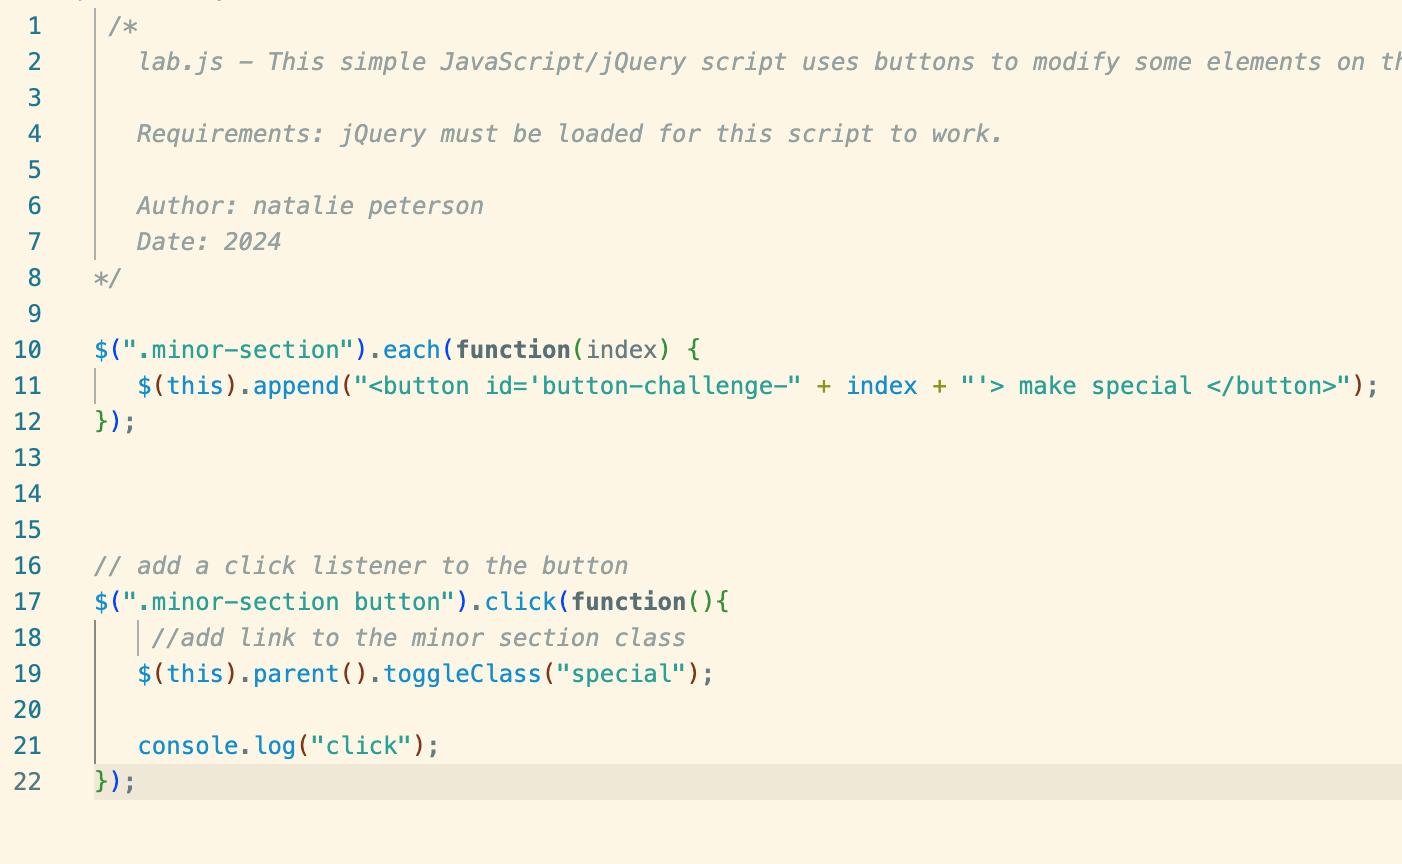 1 /*
2 lab.js – This simple JavaScript/jQuery script uses buttons to modify some elements on
3
4 Requirements: jQuery must be loaded for this script to work.
5
6 Author: natalie peterson
7 Date: 2024
8 */
9
10 $(".minor-section").each(function(index) {
11 $(this).append("<button id='button-challenge-" + index + "'> make special </button>");
12 });
13
14
15
16 // add a click listener to the button
17 $(".minor-section button").click(function(){
18 //add link to the minor section class
19 $(this).parent().toggleClass("special");
20
21 console.log("click");
22 });